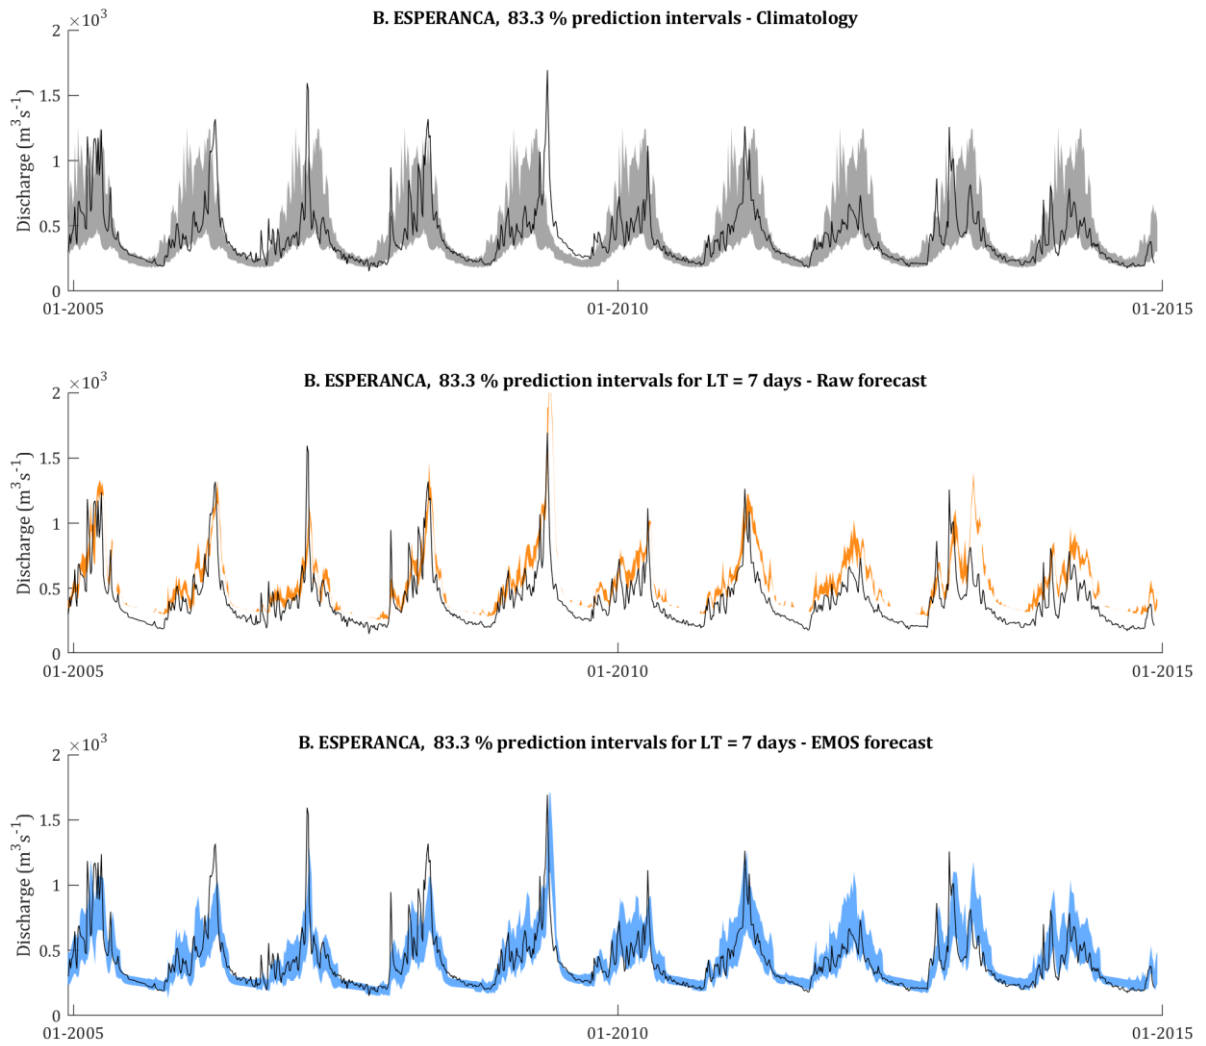 B. ESPERANCA, 83.3 % prediction intervals - Climatology
×10³
2
1.5
1
0.5
0
Discharge (m³s⁻¹)
01-2005 01-2010 01-2015
B. ESPERANCA, 83.3 % prediction intervals for LT = 7 days - Raw forecast
×10³
2
1.5
1
0.5
0
Discharge (m³s⁻¹)
01-2005 01-2010 01-2015
B. ESPERANCA, 83.3 % prediction intervals for LT = 7 days - EMOS forecast
×10³
2
1.5
1
0.5
0
Discharge (m³s⁻¹)
01-2005 01-2010 01-2015